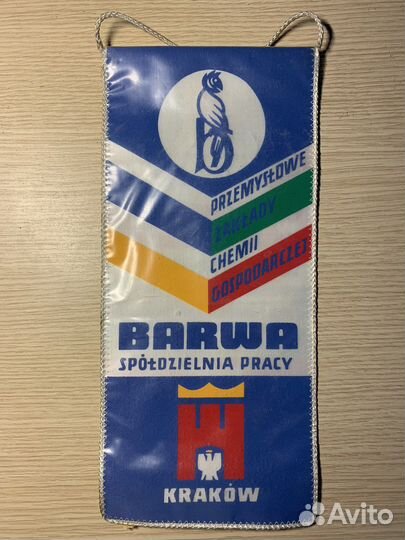 PRZEMYSŁOWE
ZAKŁADY
CHEMII
GOSPODARCZEJ
BARWA
SPÓŁDZIELNIA PRACY
KRAKÓW
Avito